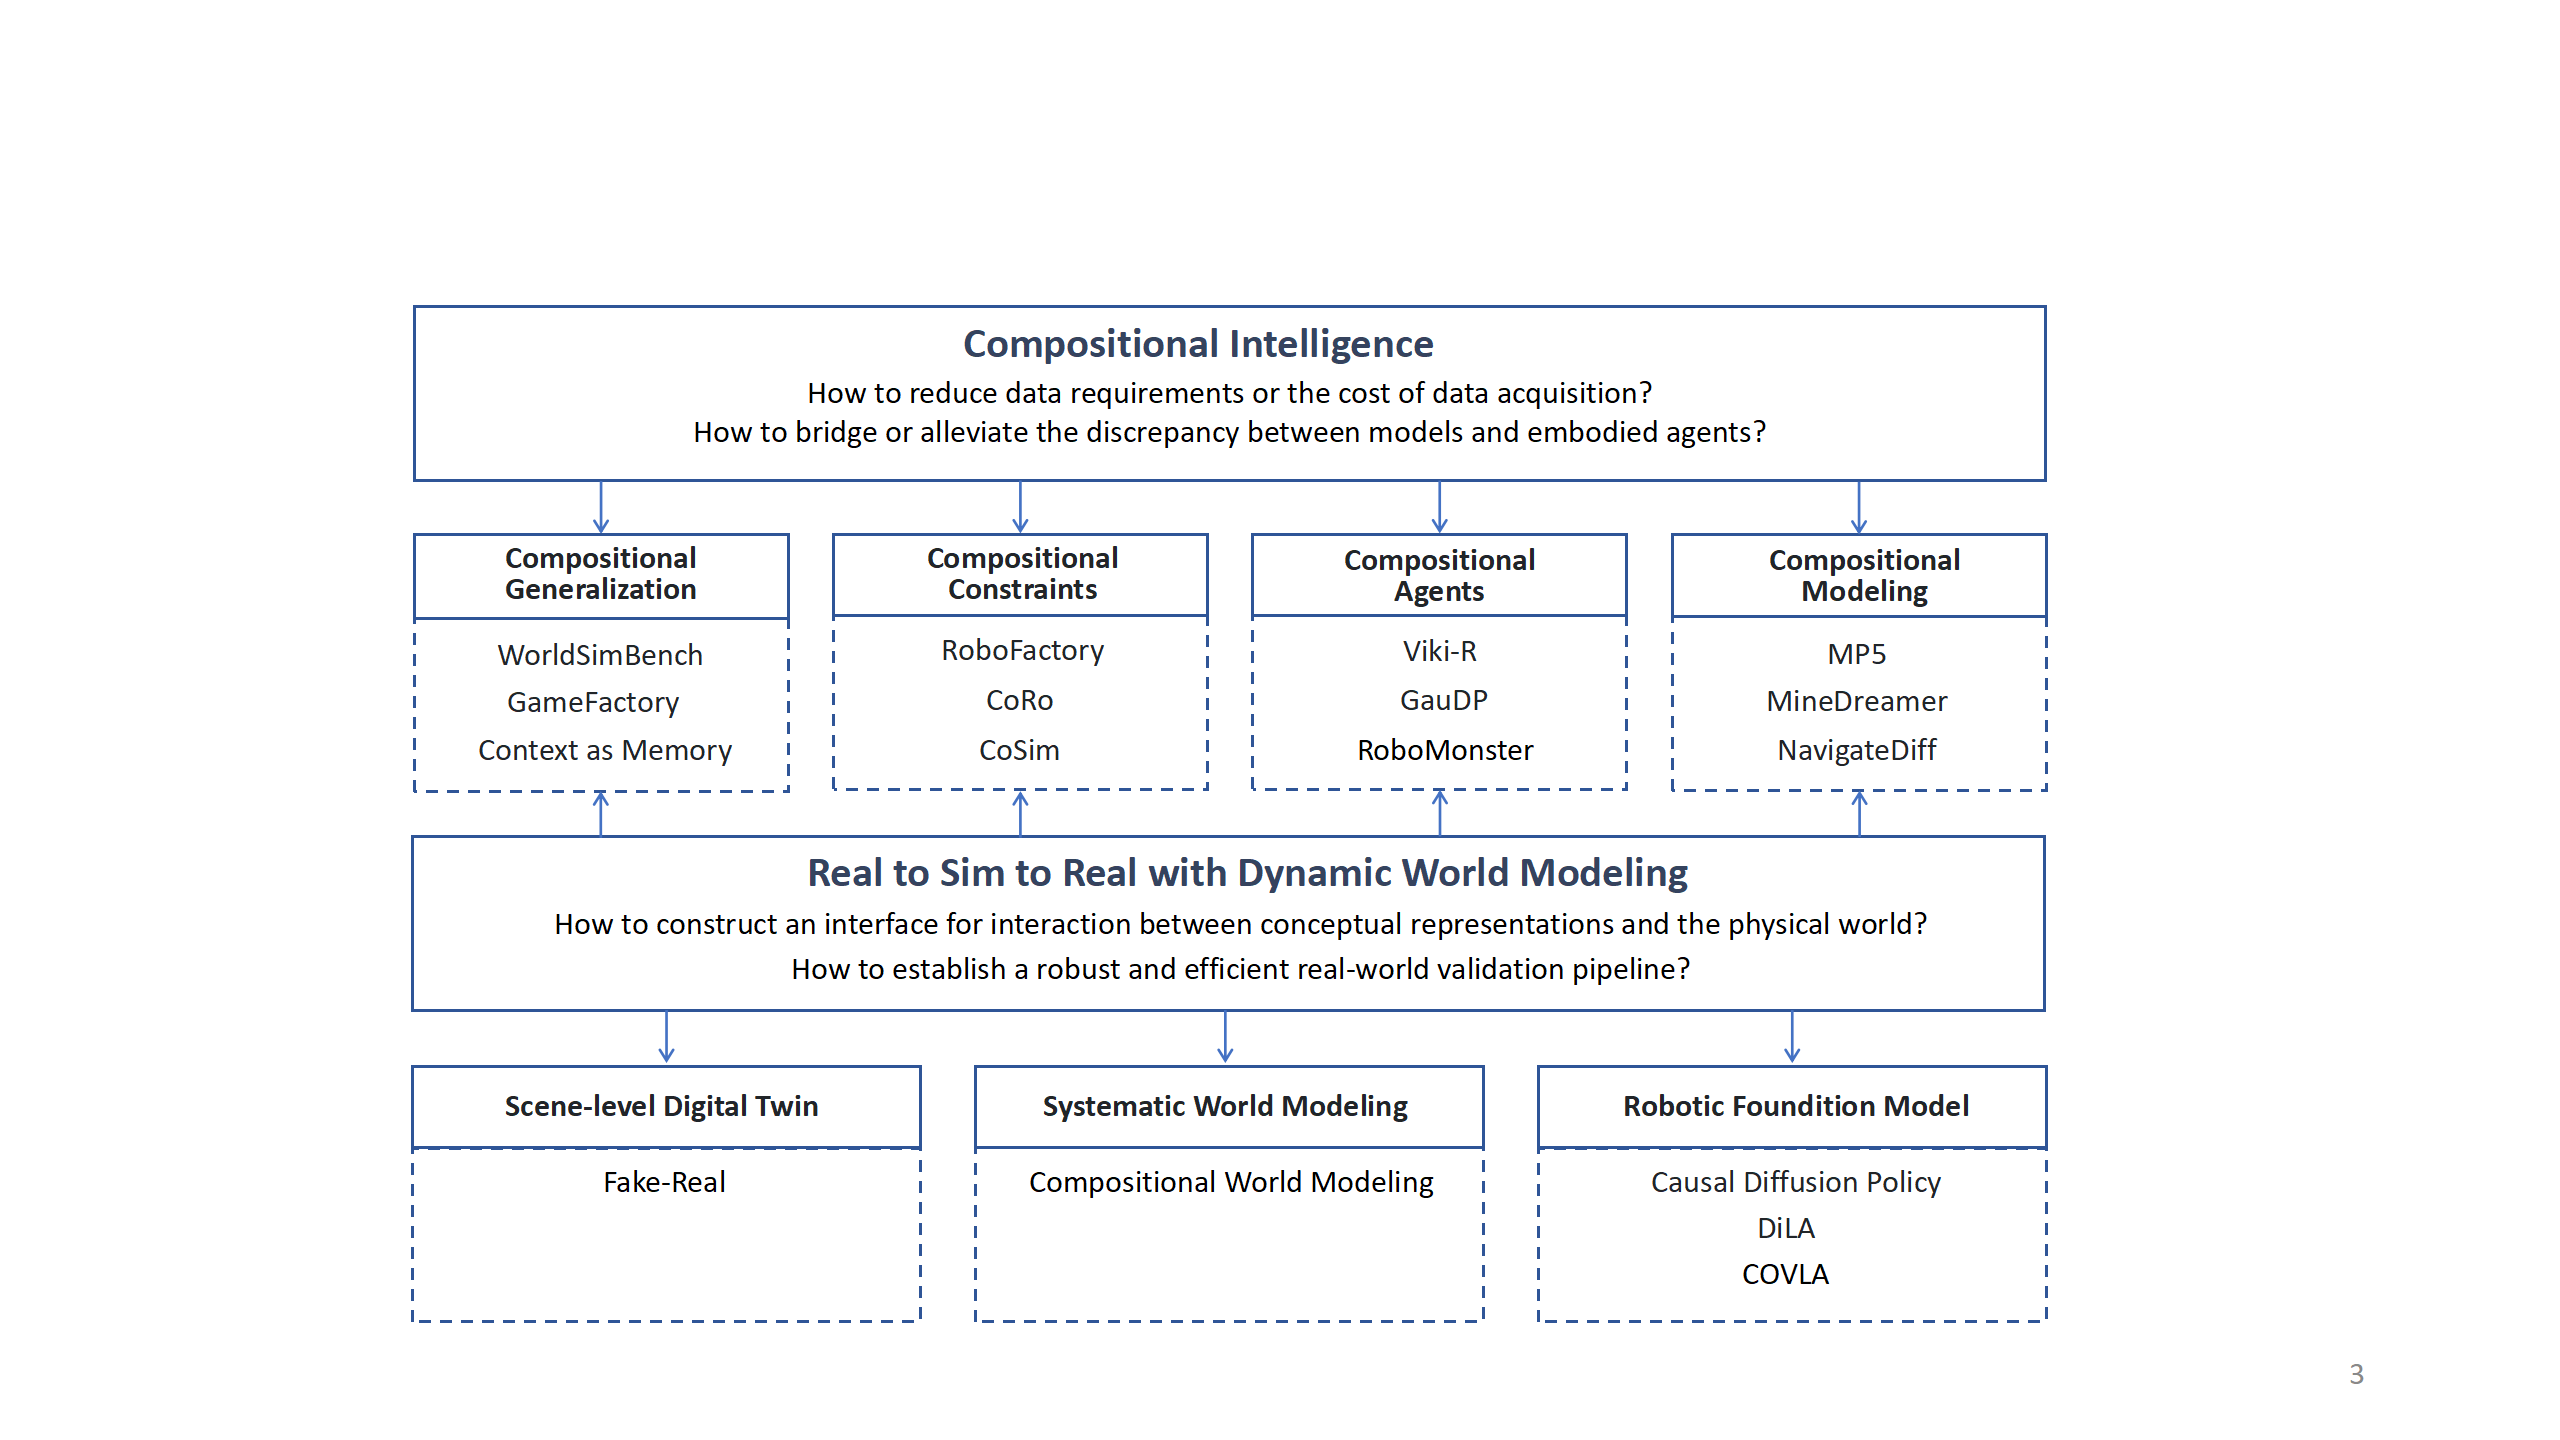 Compositional Intelligence
How to reduce data requirements or the cost of data acquisition?
How to bridge or alleviate the discrepancy between models and embodied agents?
Compositional
Generalization
WorldSimBench
GameFactory
Context as Memory
Compositional
Constraints
RoboFactory
CoRo
CoSim
Compositional
Agents
Viki-R
GauDP
RoboMonster
Compositional
Modeling
MP5
MineDreamer
NavigateDiff
Real to Sim to Real with Dynamic World Modeling
How to construct an interface for interaction between conceptual representations and the physical world?
How to establish a robust and efficient real-world validation pipeline?
Scene-level Digital Twin
Fake-Real
Systematic World Modeling
Compositional World Modeling
Robotic Foundition Model
Causal Diffusion Policy
DiLA
COVLA
3